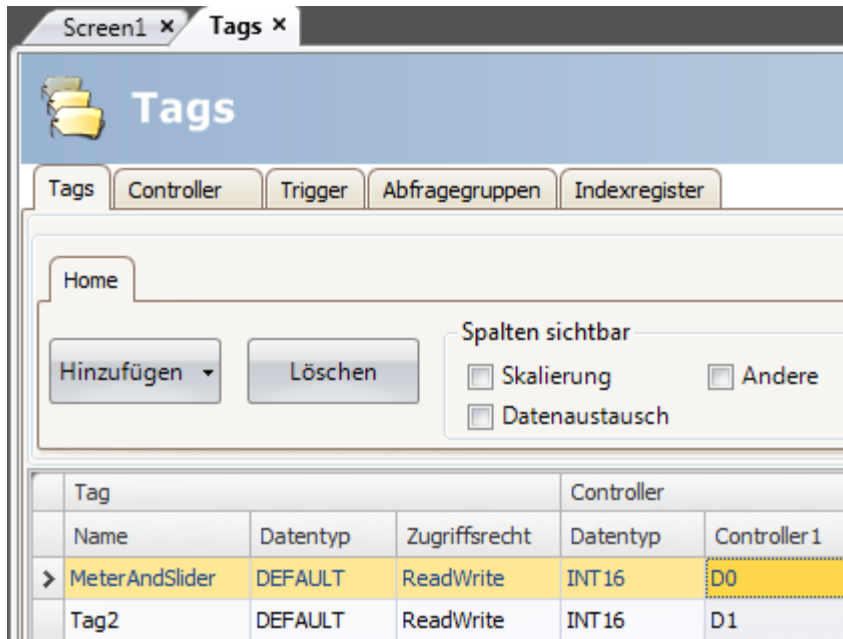 Screen1 × Tags ×
Tags
Tags Controller Trigger Abfragegruppen Indexregister
Home
Spalten sichtbar
Hinzufügen Löschen Skalierung Andere
Datenaustausch
Tag Controller
Name Datentyp Zugriffsrecht Datentyp Controller1
MeterAndSlider DEFAULT ReadWrite INT16 D0
Tag2 DEFAULT ReadWrite INT16 D1